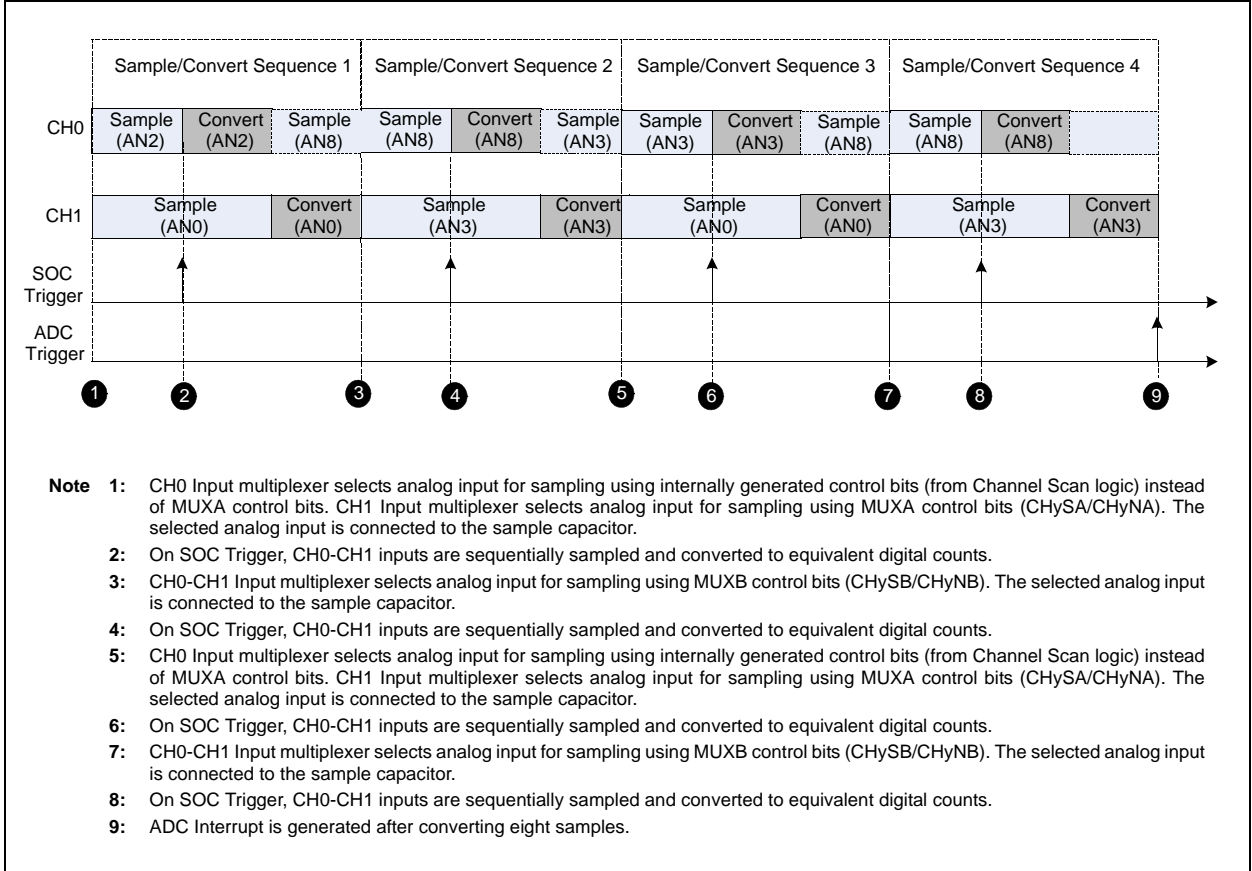 Sample/Convert Sequence 1 Sample/Convert Sequence 2 Sample/Convert Sequence 3 Sample/Convert Sequence 4
CH0
Sample (AN2)
Convert (AN2)
Sample (AN8)
Sample (AN8)
Convert (AN8)
Sample (AN3)
Sample (AN3)
Convert (AN3)
Sample (AN8)
Sample (AN8)
Convert (AN8)
CH1
Sample (AN0)
Convert (AN0)
Sample (AN3)
Convert (AN3)
Sample (AN0)
Convert (AN0)
Sample (AN3)
Convert (AN3)
SOC
Trigger
ADC
Trigger
1 2 3 4 5 6 7 8 9
Note 1: CH0 Input multiplexer selects analog input for sampling using internally generated control bits (from Channel Scan logic) instead
of MUXA control bits. CH1 Input multiplexer selects analog input for sampling using MUXA control bits (CHySA/CHyNA). The
selected analog input is connected to the sample capacitor.
2: On SOC Trigger, CH0-CH1 inputs are sequentially sampled and converted to equivalent digital counts.
3: CH0-CH1 Input multiplexer selects analog input for sampling using MUXB control bits (CHySB/CHyNB). The selected analog input
is connected to the sample capacitor.
4: On SOC Trigger, CH0-CH1 inputs are sequentially sampled and converted to equivalent digital counts.
5: CH0 Input multiplexer selects analog input for sampling using internally generated control bits (from Channel Scan logic) instead
of MUXA control bits. CH1 Input multiplexer selects analog input for sampling using MUXA control bits (CHySA/CHyNA). The
selected analog input is connected to the sample capacitor.
6: On SOC Trigger, CH0-CH1 inputs are sequentially sampled and converted to equivalent digital counts.
7: CH0-CH1 Input multiplexer selects analog input for sampling using MUXB control bits (CHySB/CHyNB). The selected analog input
is connected to the sample capacitor.
8: On SOC Trigger, CH0-CH1 inputs are sequentially sampled and converted to equivalent digital counts.
9: ADC Interrupt is generated after converting eight samples.